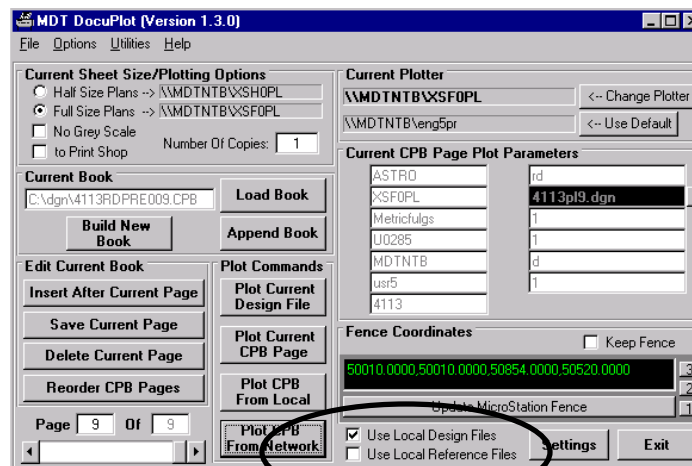 MDT DocuPlot (Version 1.3.0)
File Options Utilities Help
Current Sheet Size/Plotting Options
Half Size Plans --> \\MDTNTB\XSH0PL
Full Size Plans --> \\MDTNTB\XSF0PL
No Grey Scale
to Print Shop
Number Of Copies: 1
Current Plotter
\\MDTNTB\XSF0PL
<-- Change Plotter
\\MDTNTB\eng5pr
<-- Use Default
Current Book
C:\dgn\4113RDPRE009.CPB
Load Book
Build New
Book
Append Book
Current CPB Page Plot Parameters
ASTRO rd
XSF0PL 4113pl9.dgn
Metricfulgs 1
U0285 1
MDTNTB d
usr5 1
4113
Edit Current Book
Insert After Current Page
Save Current Page
Delete Current Page
Reorder CPB Pages
Page 9 Of 9
Plot Commands
Plot Current
Design File
Plot Current
CPB Page
Plot CPB
From Local
Plot CPB
From Network
Fence Coordinates
Keep Fence
50010.0000,50010.0000,50854.0000,50520.0000
3
2
1
Update MicroStation Fence
Use Local Design Files
Use Local Reference Files
Settings
Exit